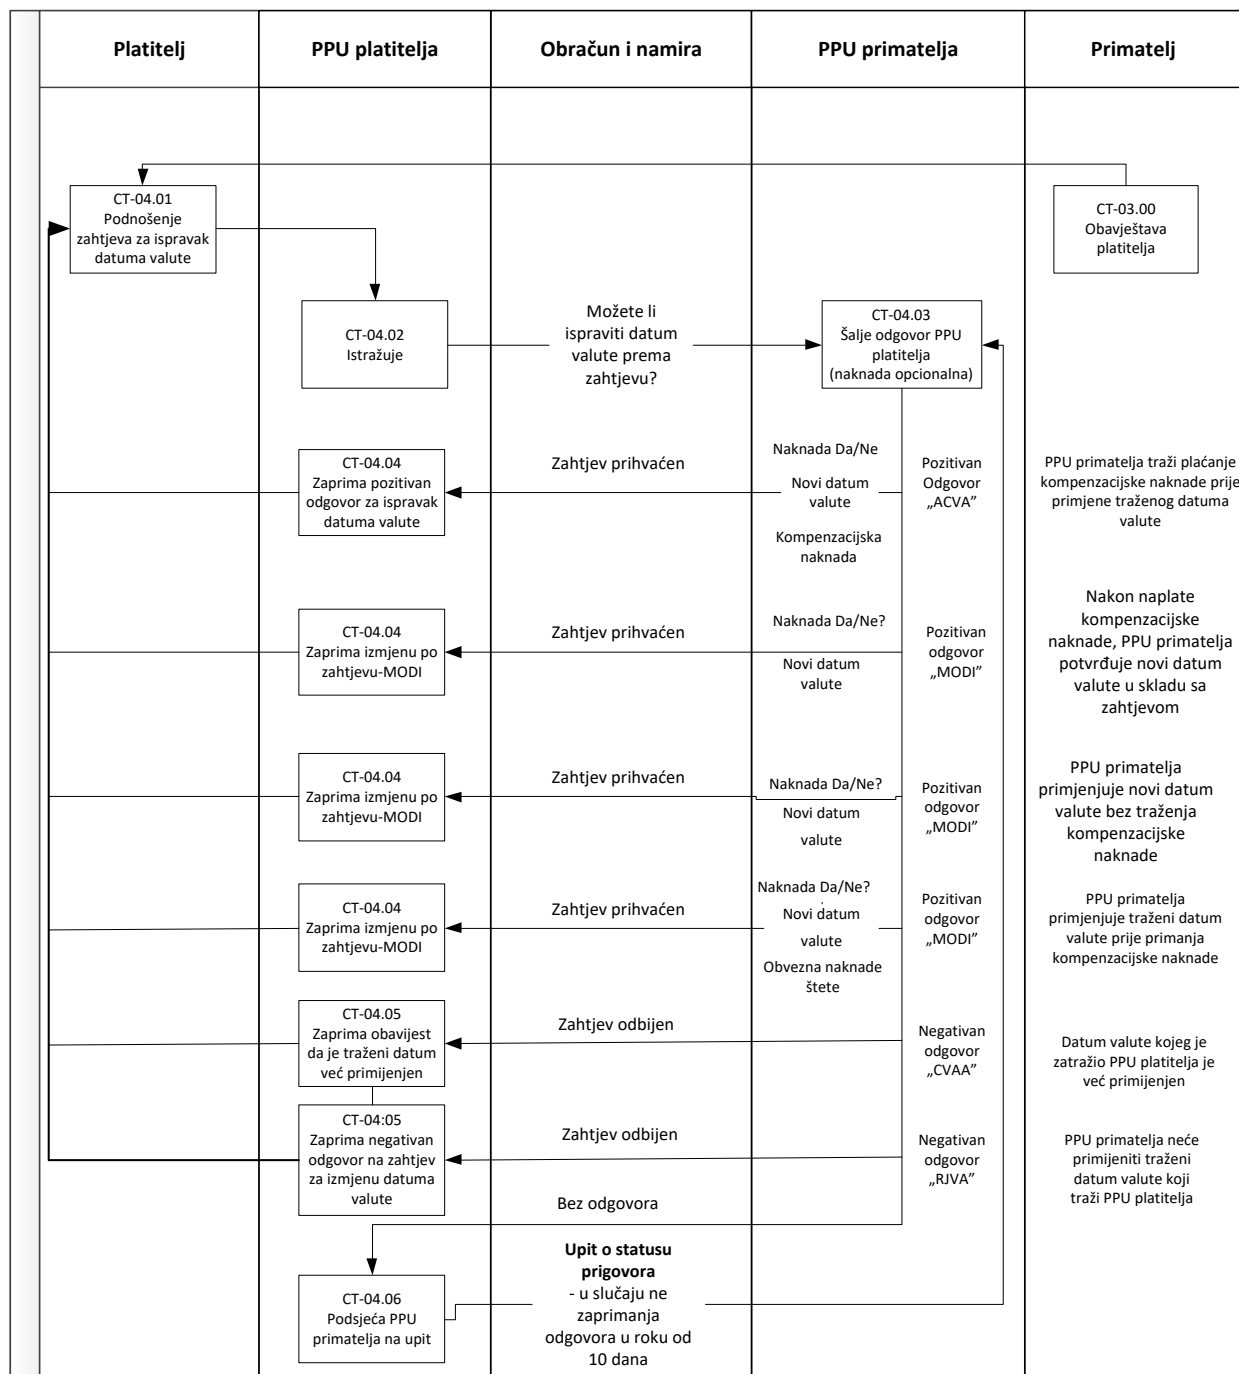 Platitelj
PPU platitelja
Obračun i namira
PPU primatelja
Primatelj
CT-04.01
Podnošenje
zahtjeva za ispravak
datuma valute
CT-03.00
Obavještava
platitelja
CT-04.02
Istražuje
Možete li
ispraviti datum
valute prema
zahtjevu?
CT-04.03
Šalje odgovor PPU
platitelja
(naknada opcionalna)
CT-04.04
Zaprima pozitivan
odgovor za ispravak
datuma valute
Zahtjev prihvaćen
Naknada Da/Ne
Novi datum
valute
Kompenzacijska
naknada
Pozitivan
Odgovor
„ACVA”
PPU primatelja traži plaćanje
kompenzacijske naknade prije
primjene traženog datuma
valute
CT-04.04
Zaprima izmjenu po
zahtjevu-MODI
Zahtjev prihvaćen
Naknada Da/Ne?
Novi datum
valute
Pozitivan
odgovor
„MODI”
Nakon naplate
kompenzacijske
naknade, PPU primatelja
potvrđuje novi datum
valute u skladu sa
zahtjevom
CT-04.04
Zaprima izmjenu po
zahtjevu-MODI
Zahtjev prihvaćen
Naknada Da/Ne?
Novi datum
valute
Pozitivan
odgovor
„MODI”
PPU primatelja
primjenjuje novi datum
valute bez traženja
kompenzacijske
naknade
CT-04.04
Zaprima izmjenu po
zahtjevu-MODI
Zahtjev prihvaćen
Naknada Da/Ne?
Novi datum
valute
Obvezna naknade
štete
Pozitivan
odgovor
„MODI”
PPU primatelja
primjenjuje traženi datum
valute prije primanja
kompenzacijske naknade
CT-04.05
Zaprima obavijest
da je traženi datum
već primijenjen
Zahtjev odbijen
Negativan
odgovor
„CVAA”
Datum valute kojeg je
zatražio PPU platitelja je
već primijenjen
CT-04:05
Zaprima negativan
odgovor na zahtjev
za izmjenu datuma
valute
Zahtjev odbijen
Negativan
odgovor
„RJVA”
PPU primatelja neće
primijeniti traženi
datum valute koji
traži PPU platitelja
Bez odgovora
CT-04.06
Podsjeća PPU
primatelja na upit
Upit o statusu
prigovora
- u slučaju ne
zaprimanja
odgovora u roku od
10 dana